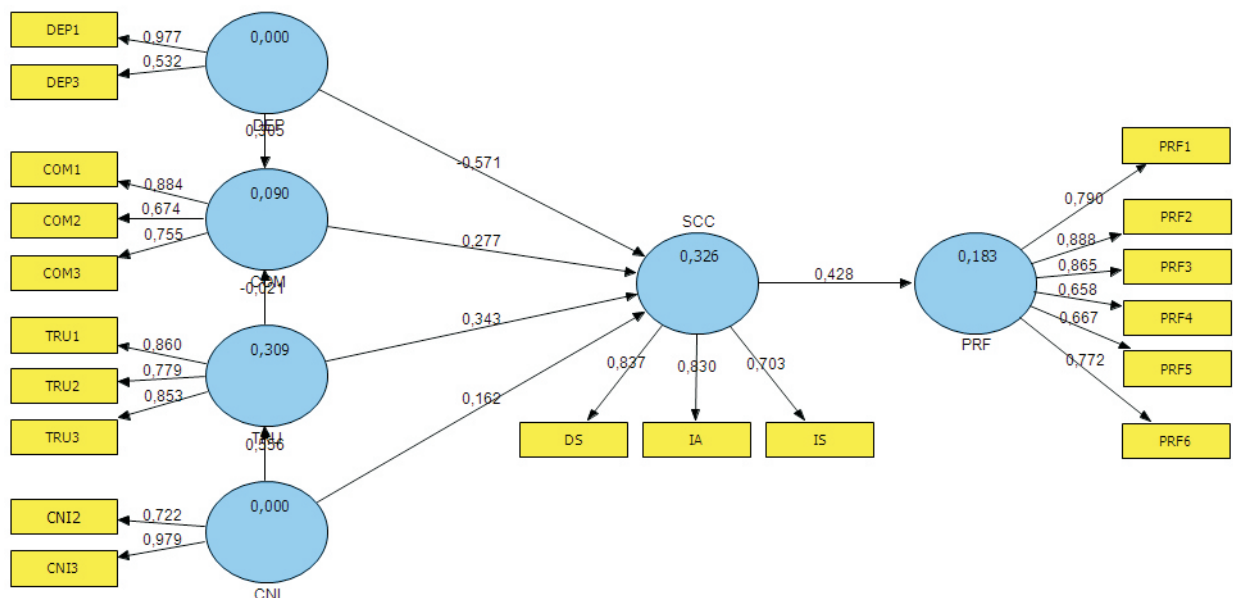 DEP1
0,977
0,532
DEP3
0,000
DEP
0,305
-0,571
COM1
0,884
COM2
0,674
COM3
0,755
0,090
COM
-0,021
0,277
TRU1
0,860
TRU2
0,779
TRU3
0,853
0,309
TRU
0,556
0,343
CNI2
0,722
CNI3
0,979
0,000
CNI
0,162
SCC
0,326
0,837
0,830
0,703
DS
IA
IS
0,428
0,183
PRF
0,790
0,888
0,865
0,658
0,667
0,772
PRF1
PRF2
PRF3
PRF4
PRF5
PRF6